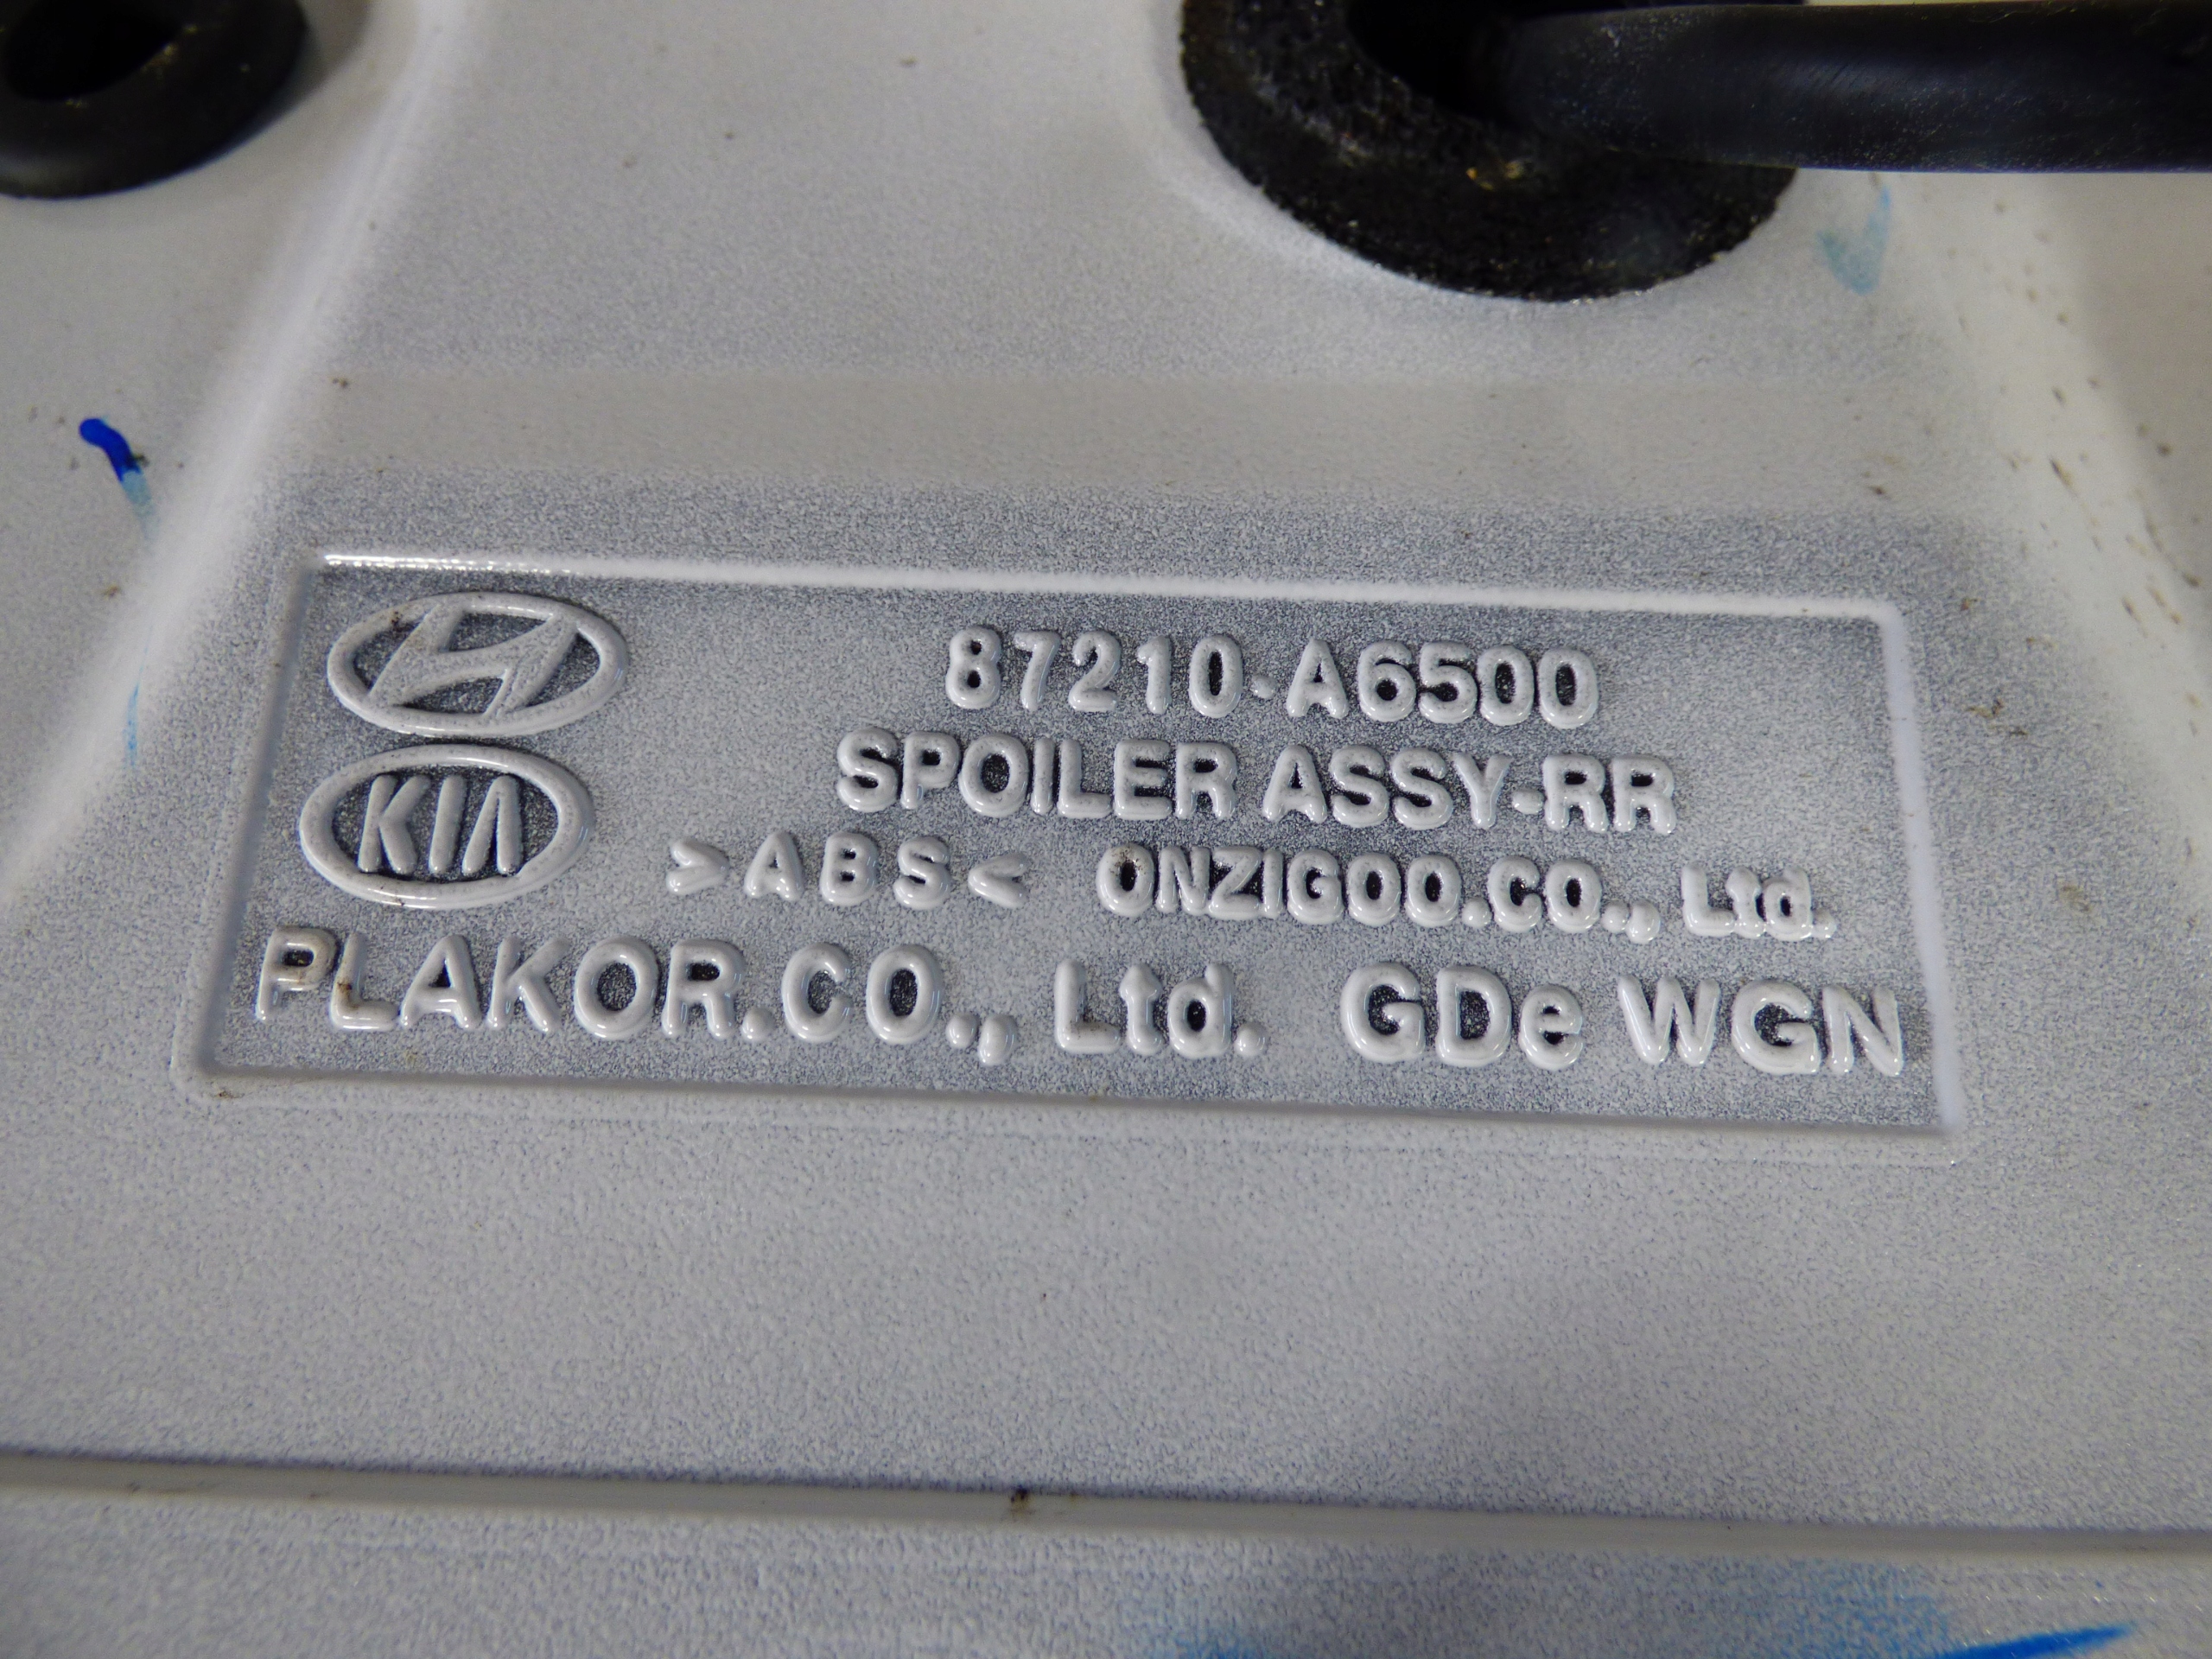 87210-A6500
SPOILER ASSY-RR
KIA >ABS< ONZIGOO.CO., Ltd.
PLAKOR.CO., Ltd. GDe WGN